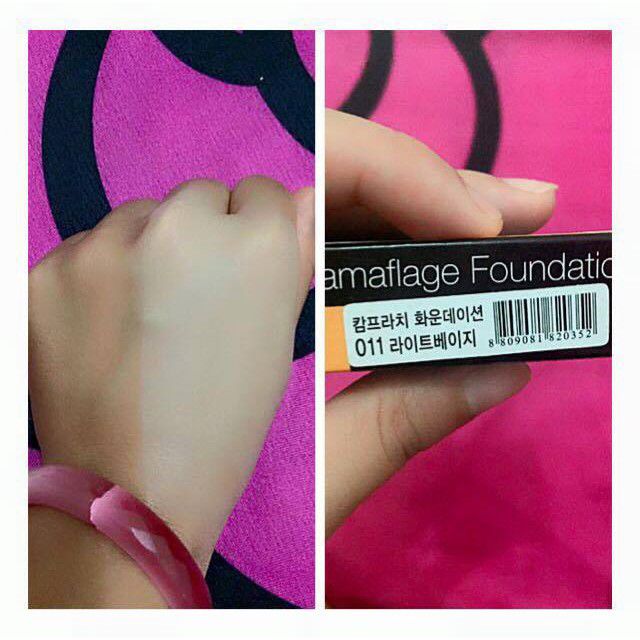 amaflage Foundatio
캄프라치 화운데이션
011 라이트베이지
8 809081 820352